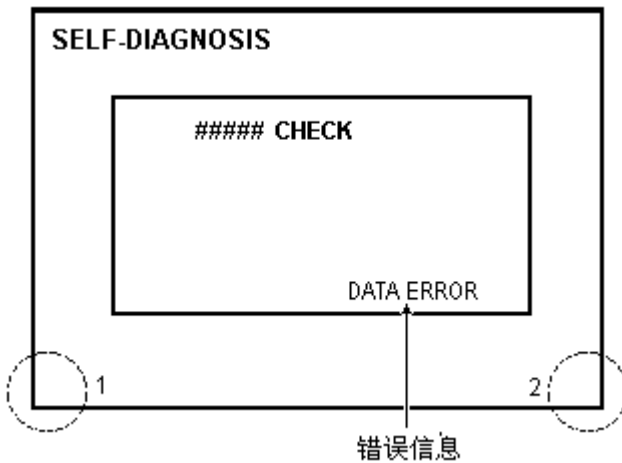 SELF-DIAGNOSIS
##### CHECK
DATA ERROR
1
2
错误信息